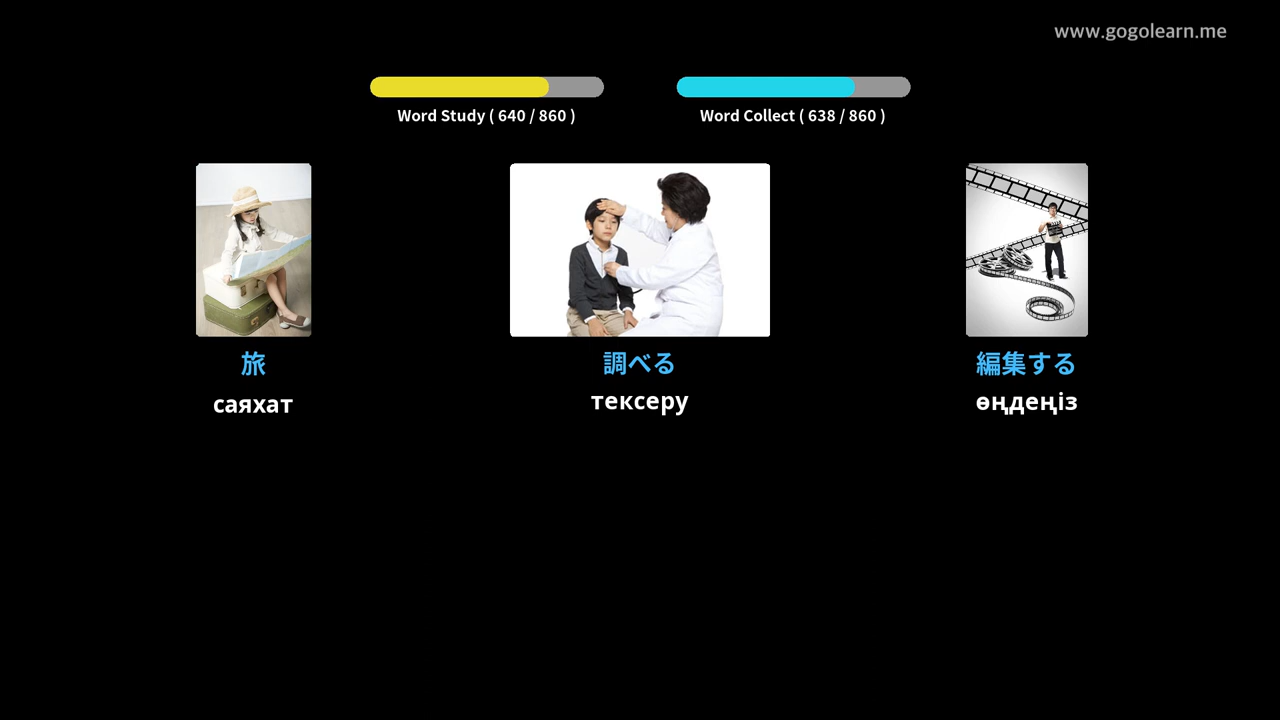 www.gogolearn.me
Word Study ( 640 / 860 )
Word Collect ( 638 / 860 )
旅
調べる
編集する
саяхат
тексеру
өңдеңіз